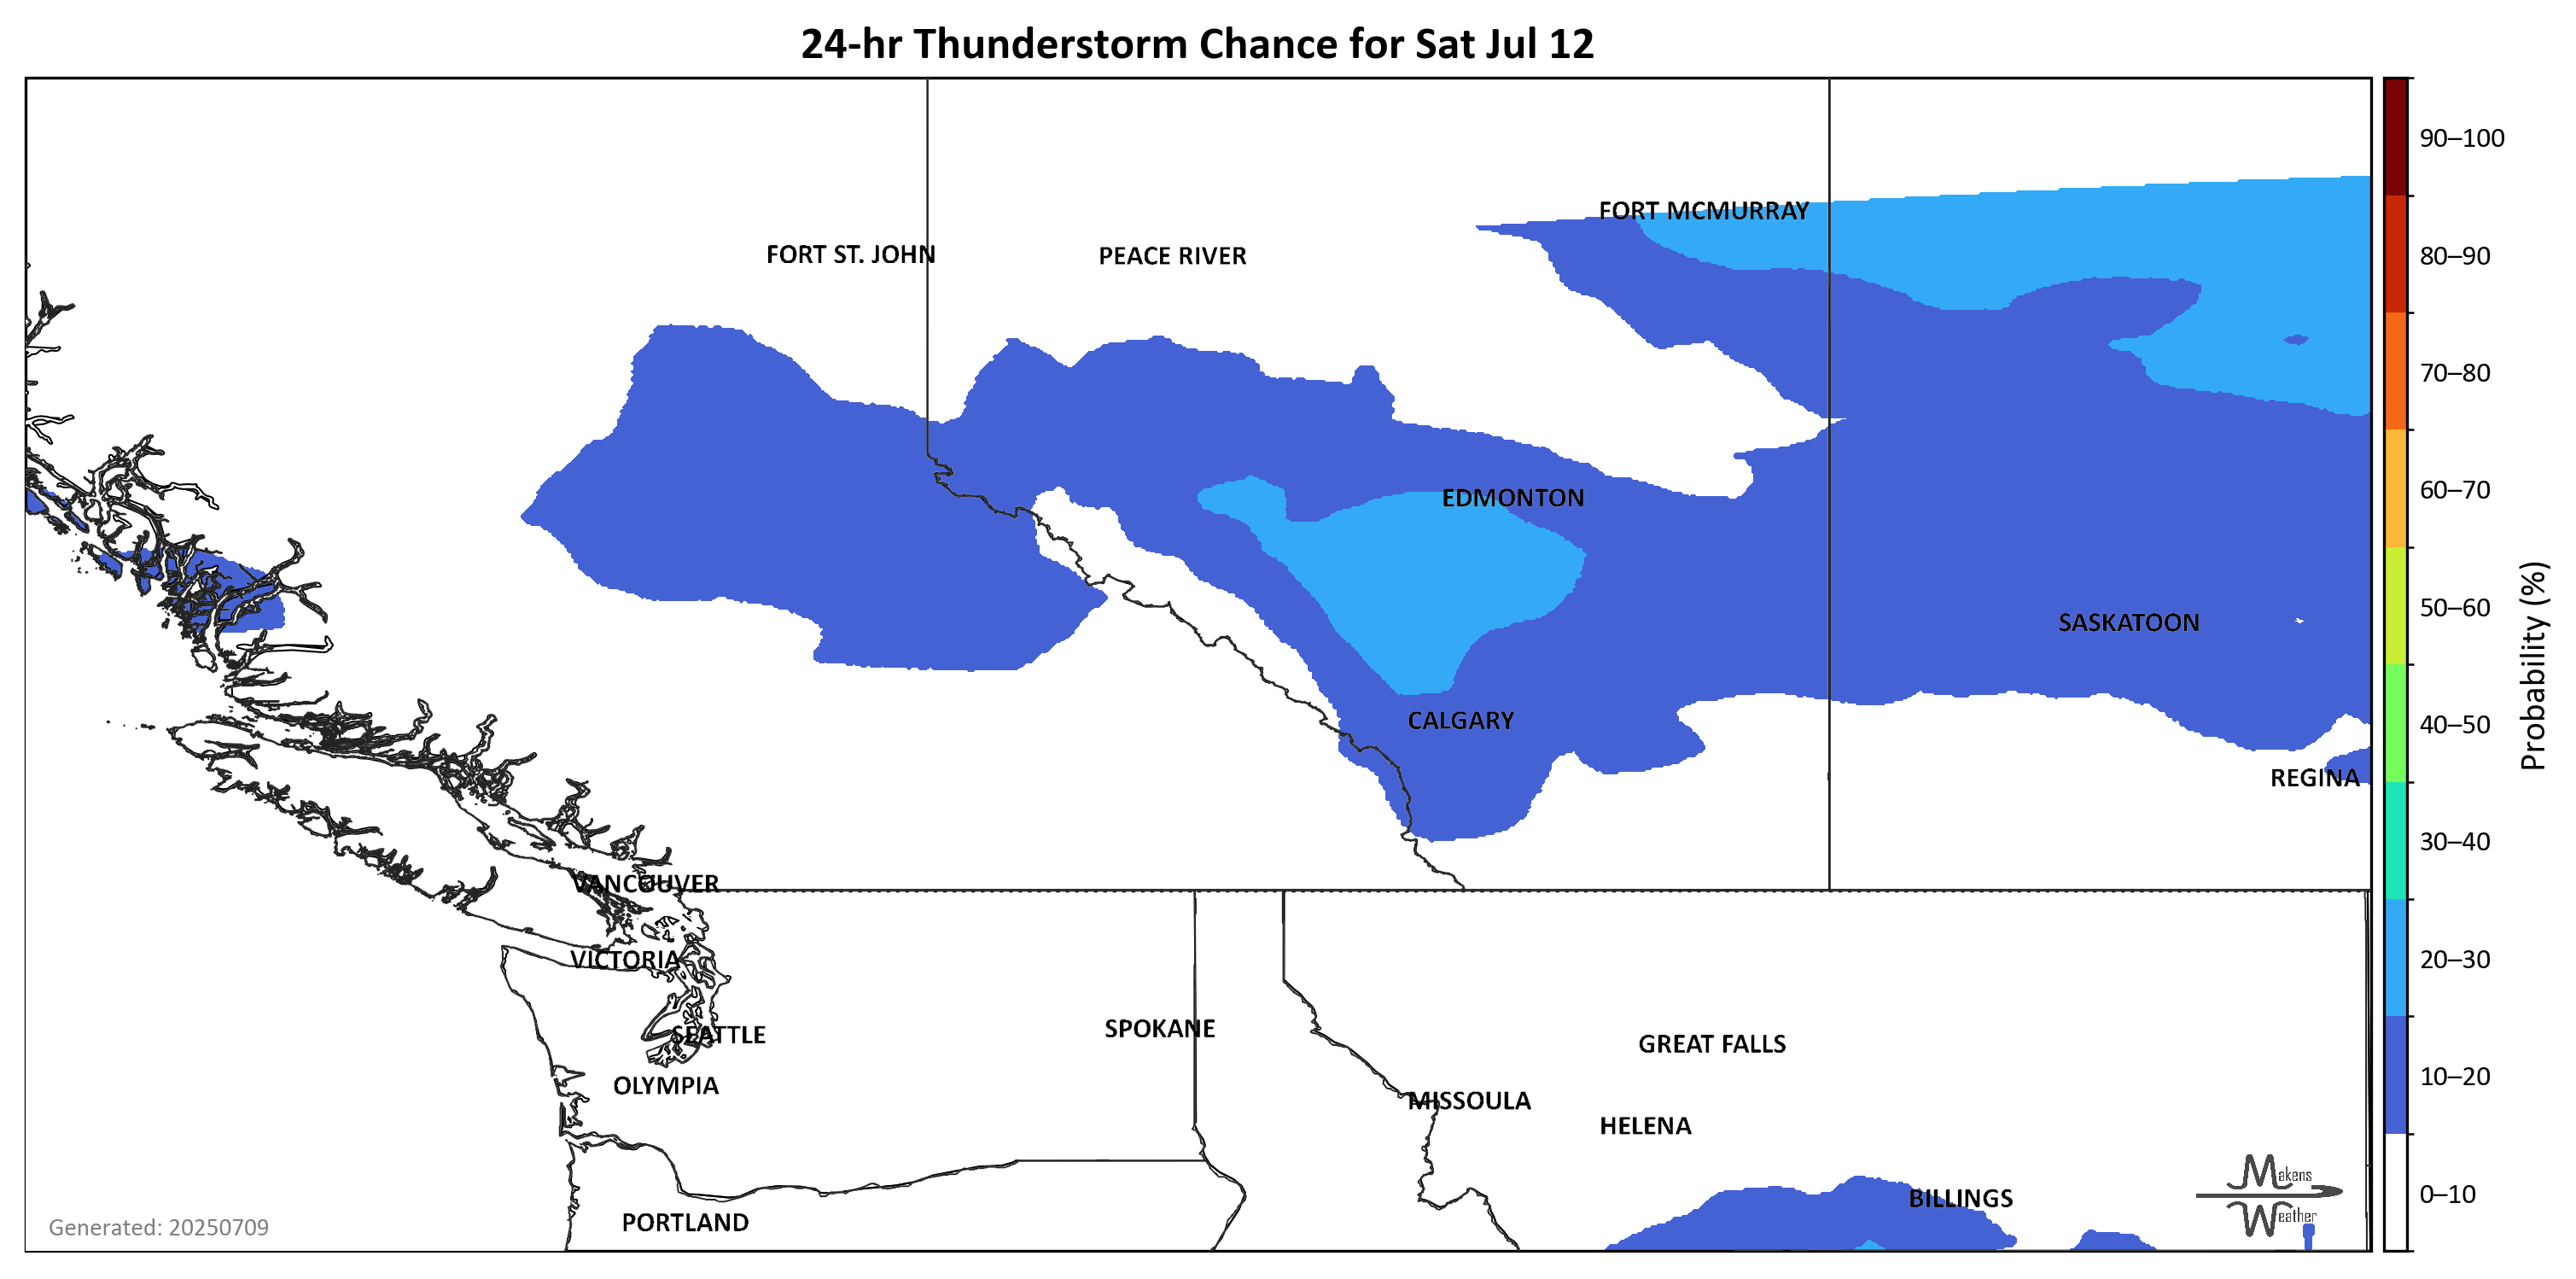 24-hr Thunderstorm Chance for Sat Jul 12
90–100
FORT MCMURRAY
FORT ST. JOHN
PEACE RIVER
80–90
70–80
60–70
EDMONTON
50–60
SASKATOON
Probability (%)
CALGARY
40–50
REGINA
30–40
VANCOUVER
VICTORIA
20–30
SPOKANE
SEATTLE
GREAT FALLS
10–20
OLYMPIA
MISSOULA
HELENA
Makens
Weather
0–10
BILLINGS
PORTLAND
Generated: 20250709